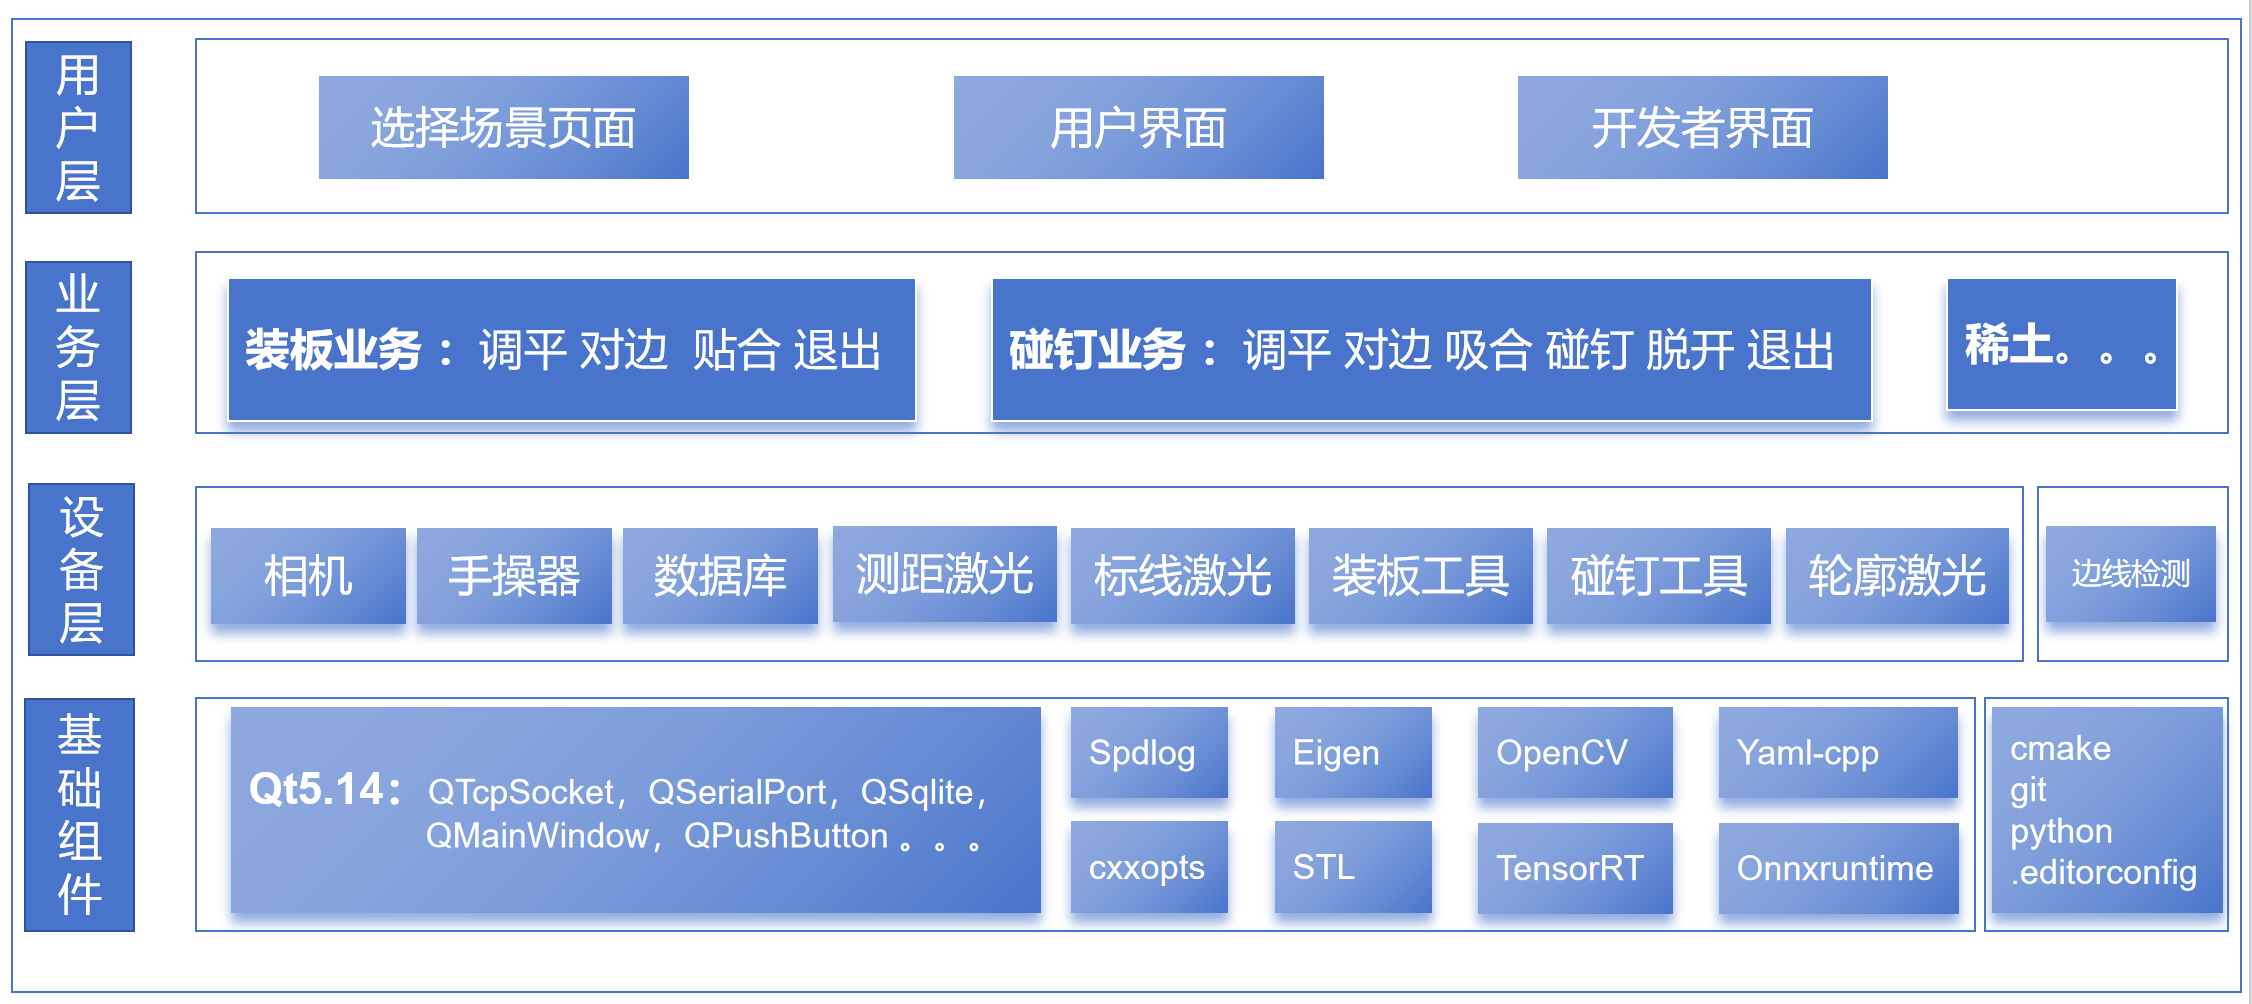 用户层
选择场景页面
用户界面
开发者界面
业务层
装板业务： 调平 对边 贴合 退出
碰钉业务： 调平 对边 吸合 碰钉 脱开 退出
稀土。。。
设备层
相机
手操器
数据库
测距激光
标线激光
装板工具
碰钉工具
轮廓激光
边线检测
基础组件
Qt5.14： QTcpSocket，QSerialPort，QSqlite，
QMainWindow，QPushButton 。。。
Spdlog
Eigen
OpenCV
Yaml-cpp
cxxopts
STL
TensorRT
Onnxruntime
cmake
git
python
.editorconfig